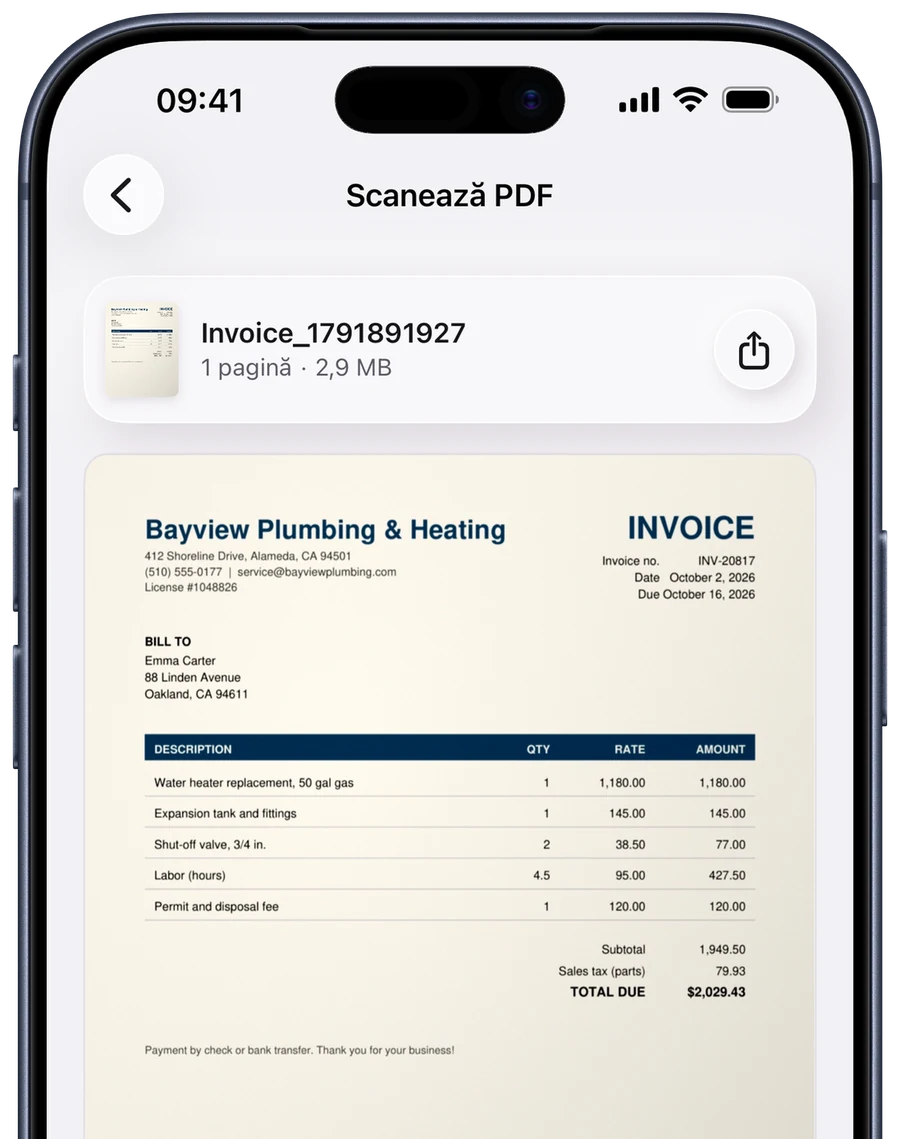 09:41
Scanează PDF
Invoice_1791891927
1 pagină · 2,9 MB
Bayview Plumbing & Heating
412 Shoreline Drive, Alameda, CA 94501
(510) 555-0177 | service@bayviewplumbing.com
License #1048826
INVOICE
Invoice no. INV-20817
Date October 2, 2026
Due October 16, 2026
BILL TO
Emma Carter
88 Linden Avenue
Oakland, CA 94611
DESCRIPTION QTY RATE AMOUNT
Water heater replacement, 50 gal gas 1 1,180.00 1,180.00
Expansion tank and fittings 1 145.00 145.00
Shut-off valve, 3/4 in. 2 38.50 77.00
Labor (hours) 4.5 95.00 427.50
Permit and disposal fee 1 120.00 120.00
Subtotal 1,949.50
Sales tax (parts) 79.93
TOTAL DUE $2,029.43
Payment by check or bank transfer. Thank you for your business!